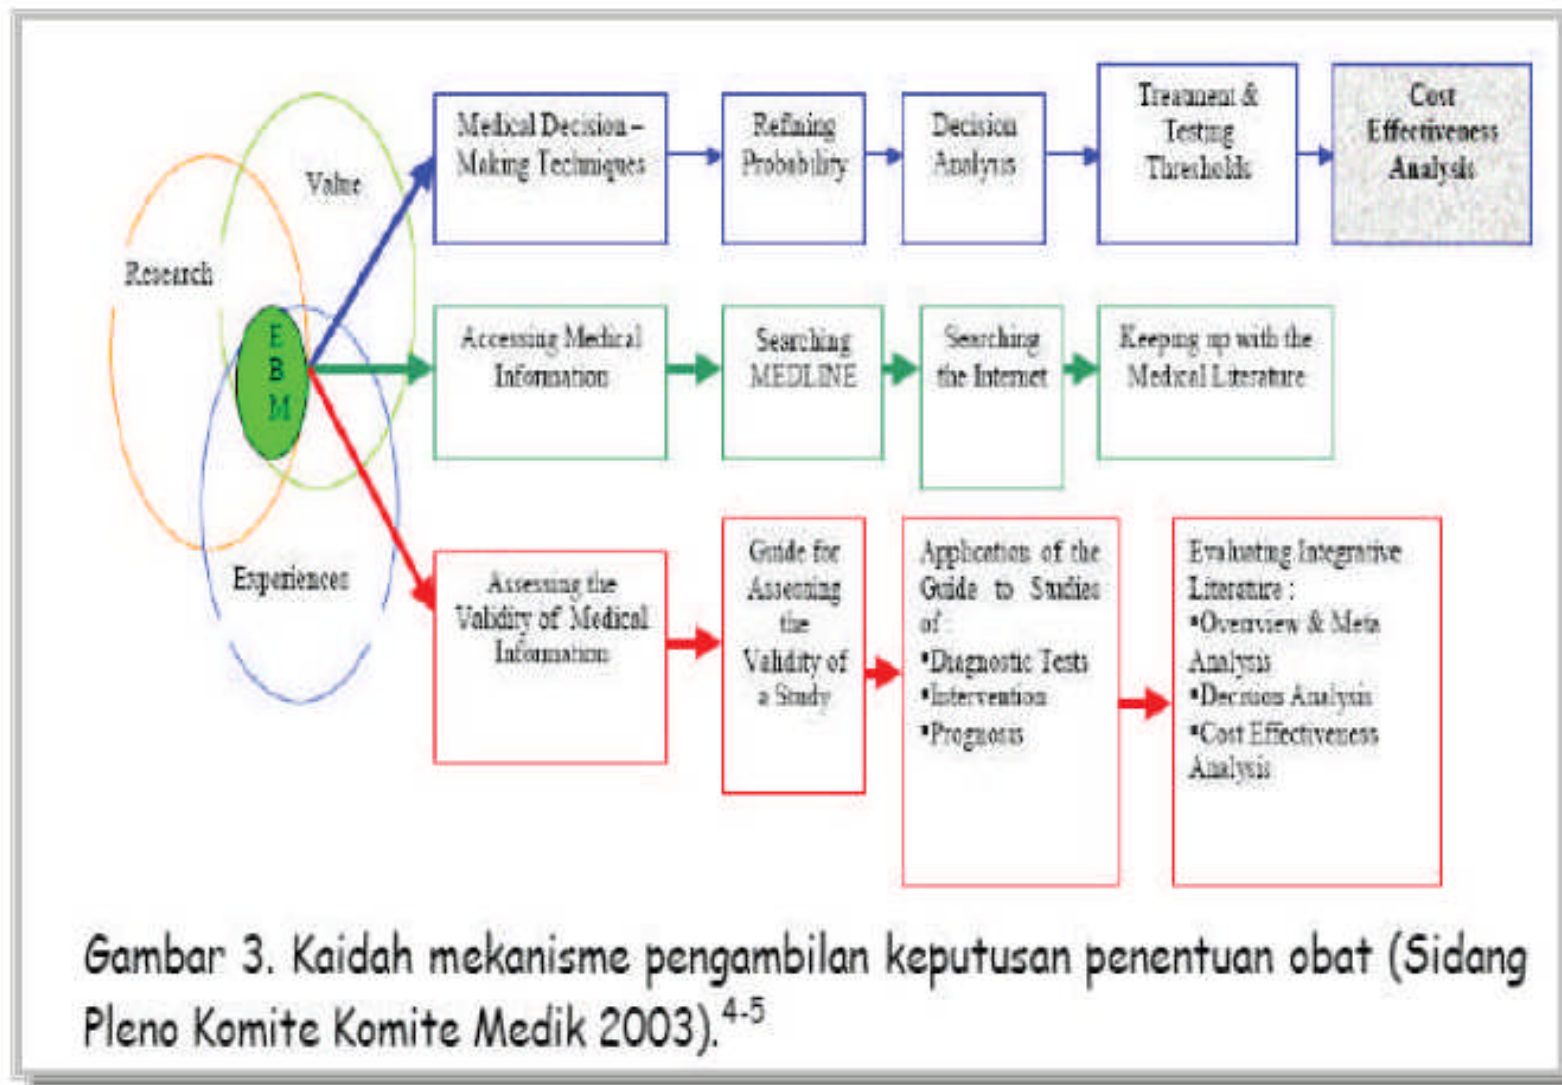 Value
Research
E
B
M
Experiences
Medical Decision –
Making Techniques
Refining
Probability
Decision
Analysis
Treatment &
Testing
Thresholds
Cost
Effectiveness
Analysis
Accessing Medical
Information
Searching
MEDLINE
Searching
the Internet
Keeping up with the
Medical Literature
Assessing the
Validity of Medical
Information
Guide for
Assessing
the
Validity of
a Study
Application of the
Guide to Studies
of :
▪Diagnostic Tests
▪Intervention
▪Prognosis
Evaluating Integrative
Literature :
▪Overview & Meta
Analysis
▪Decision Analysis
▪Cost Effectiveness
Analysis
Gambar 3. Kaidah mekanisme pengambilan keputusan penentuan obat (Sidang
Pleno Komite Komite Medik 2003).4-5